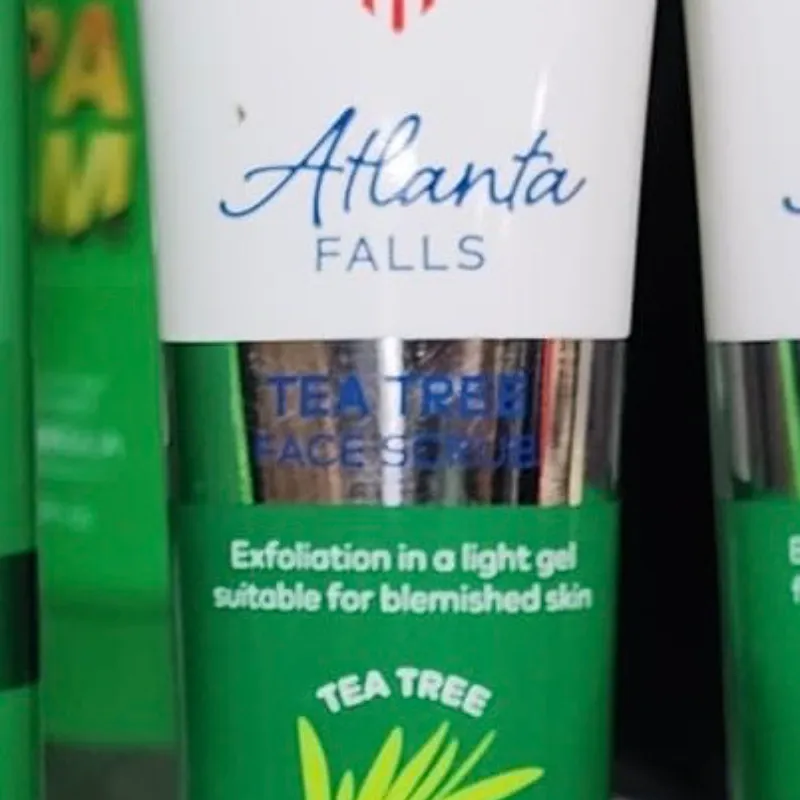 Atlanta
FALLS
TEA TREE
FACE SCRUB
Exfoliation in a light gel
suitable for blemished skin
TEA TREE